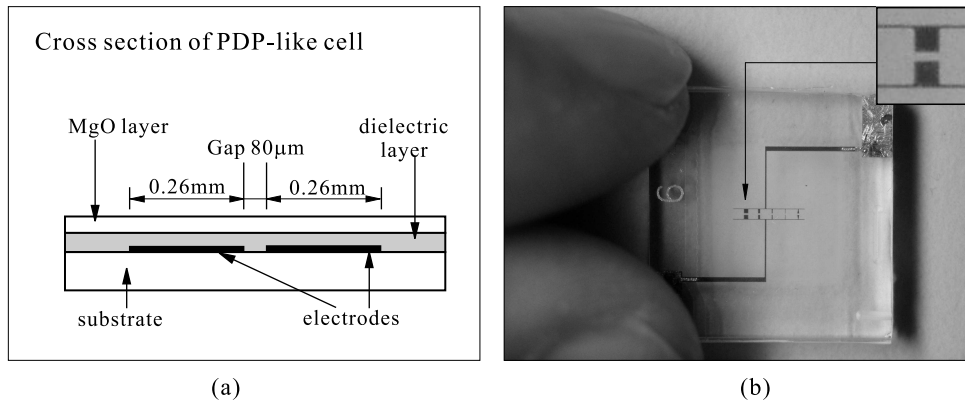 Cross section of PDP-like cell
MgO layer
dielectric
layer
Gap 80μm
0.26mm
0.26mm
substrate
electrodes
(a)
(b)